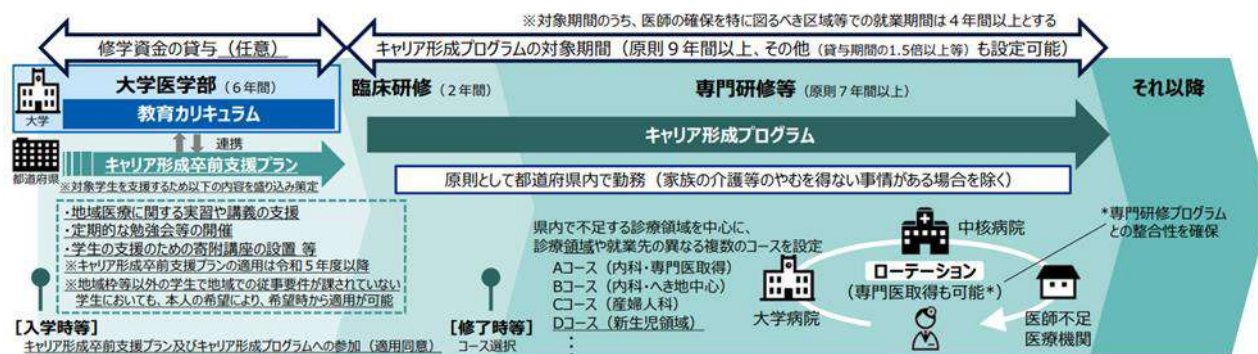 ※対象期間のうち、医師の確保を特に図るべき区域等での就業期間は４年間以上とする
修学資金の貸与（任意）
キャリア形成プログラムの対象期間（原則９年間以上、その他（貸与期間の1.5倍以上等）も設定可能）
大学医学部（６年間）
臨床研修（２年間）
専門研修等（原則７年間以上）
それ以降
大学
教育カリキュラム
連携
キャリア形成プログラム
都道府県
キャリア形成卒前支援プラン
※対象学生を支援するため以下の内容を盛り込み策定
・地域医療に関する実習や講義の支援
・定期的な勉強会等の開催
・学生の支援のための寄附講座の設置 等
※キャリア形成卒前支援プランの適用は令和５年度以降
※地域枠等以外の学生で地域での従事要件が課されていない
学生においても、本人の希望により、希望時から適用が可能
原則として都道府県内で勤務（家族の介護等のやむを得ない事情がある場合を除く）
県内で不足する診療領域を中心に、
診療領域や就業先の異なる複数のコースを設定
Aコース（内科・専門医取得）
Bコース（内科・へき地中心）
Cコース（産婦人科）
Dコース（新生児領域）
：
中核病院
*専門研修プログラム
との整合性を確保
ローテーション
（専門医取得も可能*）
大学病院
医師不足
医療機関
［入学時等］
キャリア形成卒前支援プラン及びキャリア形成プログラムへの参加（適用同意）
［修了時等］
コース選択